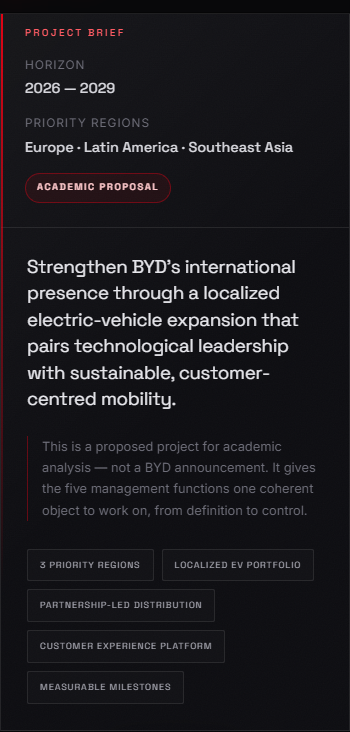 PROJECT BRIEF
HORIZON
2026 — 2029
PRIORITY REGIONS
Europe · Latin America · Southeast Asia
ACADEMIC PROPOSAL
Strengthen BYD's international
presence through a localized
electric-vehicle expansion that
pairs technological leadership
with sustainable, customer-
centred mobility.
This is a proposed project for academic
analysis — not a BYD announcement. It gives
the five management functions one coherent
object to work on, from definition to control.
3 PRIORITY REGIONS
LOCALIZED EV PORTFOLIO
PARTNERSHIP-LED DISTRIBUTION
CUSTOMER EXPERIENCE PLATFORM
MEASURABLE MILESTONES